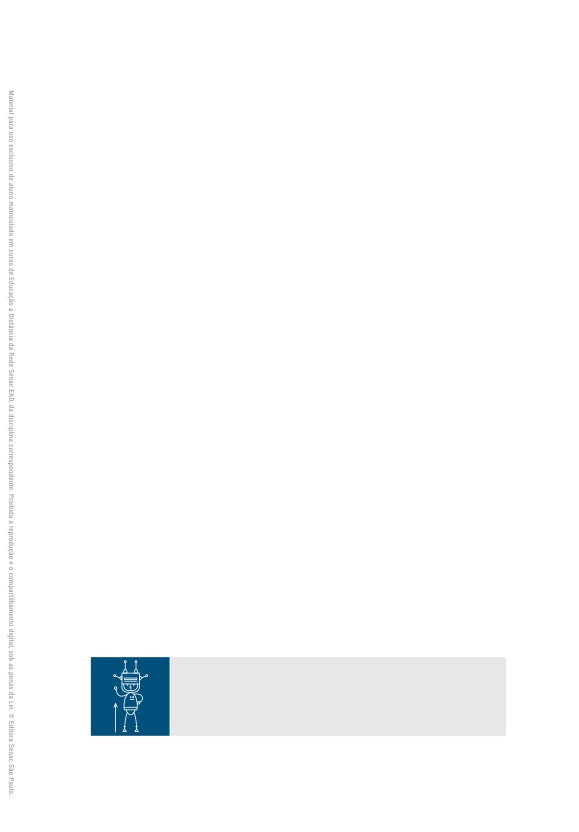 Material para uso exclusivo de aluno matriculado em curso de Educação a Distância da Rede Senac EAD, da disciplina correspondente. Proibida a reprodução e o compartilhamento digital, sob as penas da Lei. © Editora Senac São Paulo.